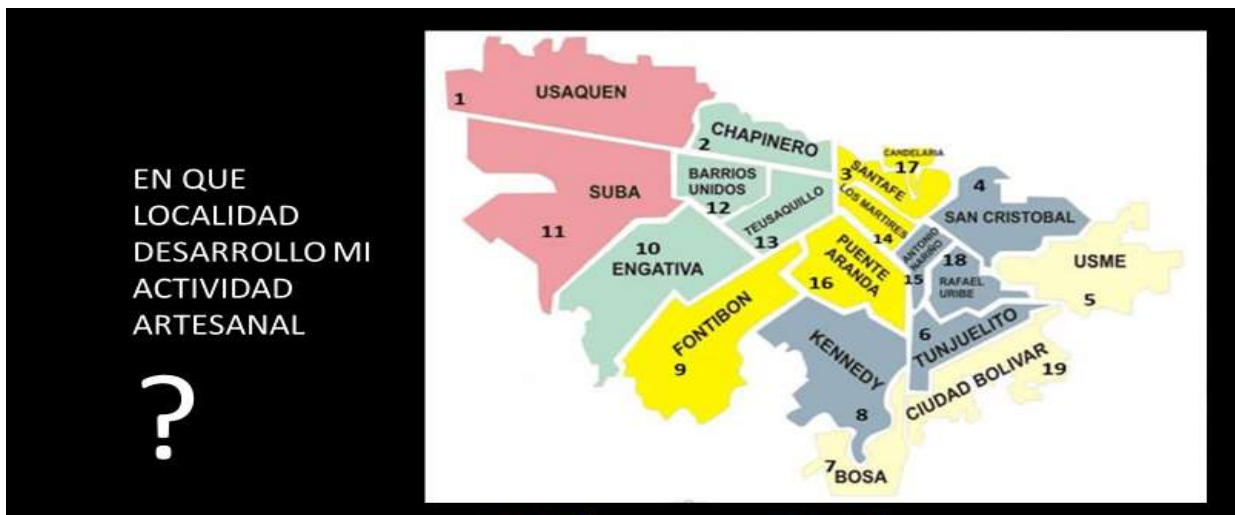 EN QUE
LOCALIDAD
DESARROLLO MI
ACTIVIDAD
ARTESANAL
?
1
USAQUEN
2
CHAPINERO
SUBA
11
BARRIOS
UNIDOS
12
TEUSAQUILLO
13
10
ENGATIVA
CANDELARIA
17
3
SANTAFE
LOS MARTIRES
14
4
SAN CRISTOBAL
ANTONIO
NARIÑO
15
18
RAFAEL
URIBE
USME
5
PUENTE
ARANDA
16
FONTIBON
9
KENNEDY
8
6
TUNJUELITO
CIUDAD BOLIVAR
19
7
BOSA